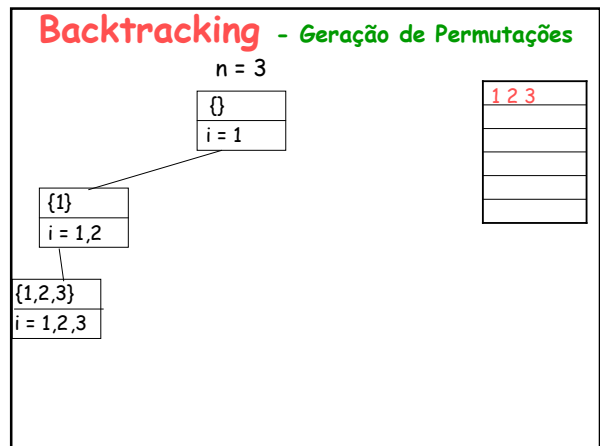 Backtracking - Geração de Permutações
n = 3
{}
i = 1
1 2 3
{1}
i = 1,2
{1,2,3}
i = 1,2,3